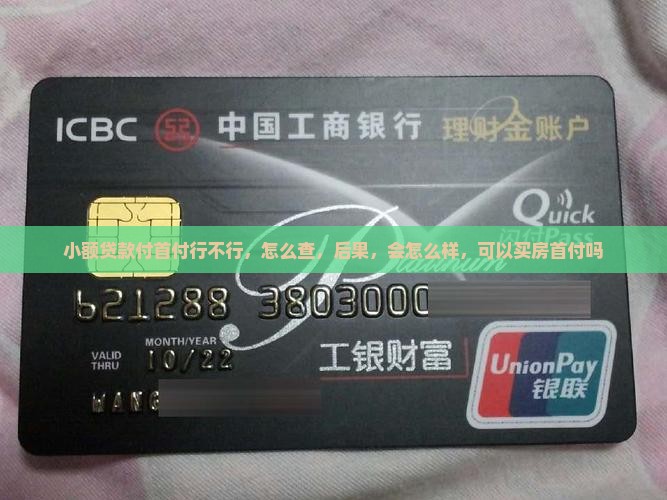 ICBC 中国工商银行 理财金账户
Quick
闪付Pass
小额贷款付首付行不行，怎么查，后果，会怎么样，可以买房首付吗
Platinum
621288 3803000
MONTH/YEAR
VALID THRU 10/22
工银财富
UnionPay
银联
WANG